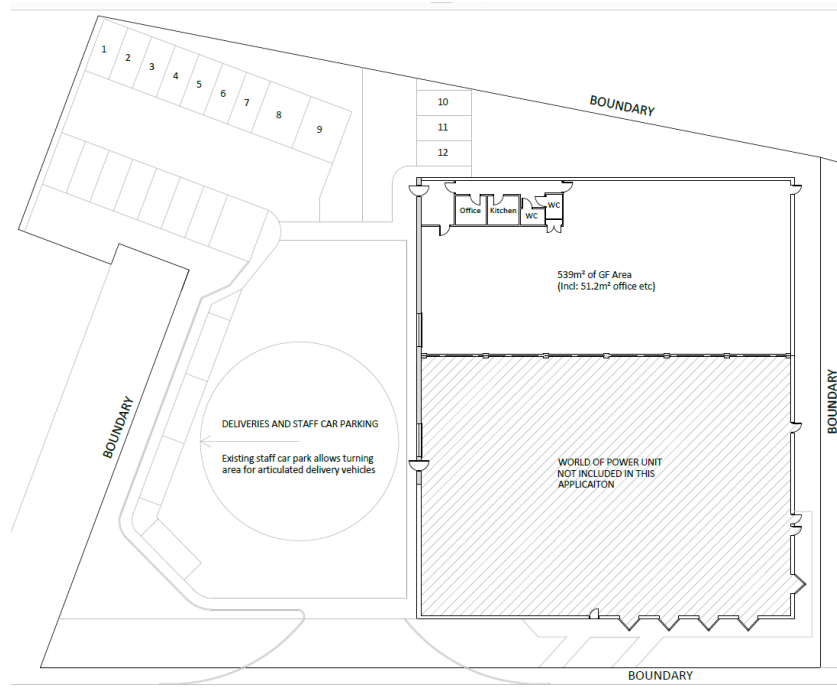 1
2
3
4
5
6
7
8
9
10
11
12
BOUNDARY
Office
Kitchen
WC
WC
539m² of GF Area
(Incl: 51.2m² office etc)
DELIVERIES AND STAFF CAR PARKING
Existing staff car park allows turning
area for articulated delivery vehicles
BOUNDARY
WORLD OF POWER UNIT
NOT INCLUDED IN THIS
APPLICAITON
BOUNDARY
BOUNDARY